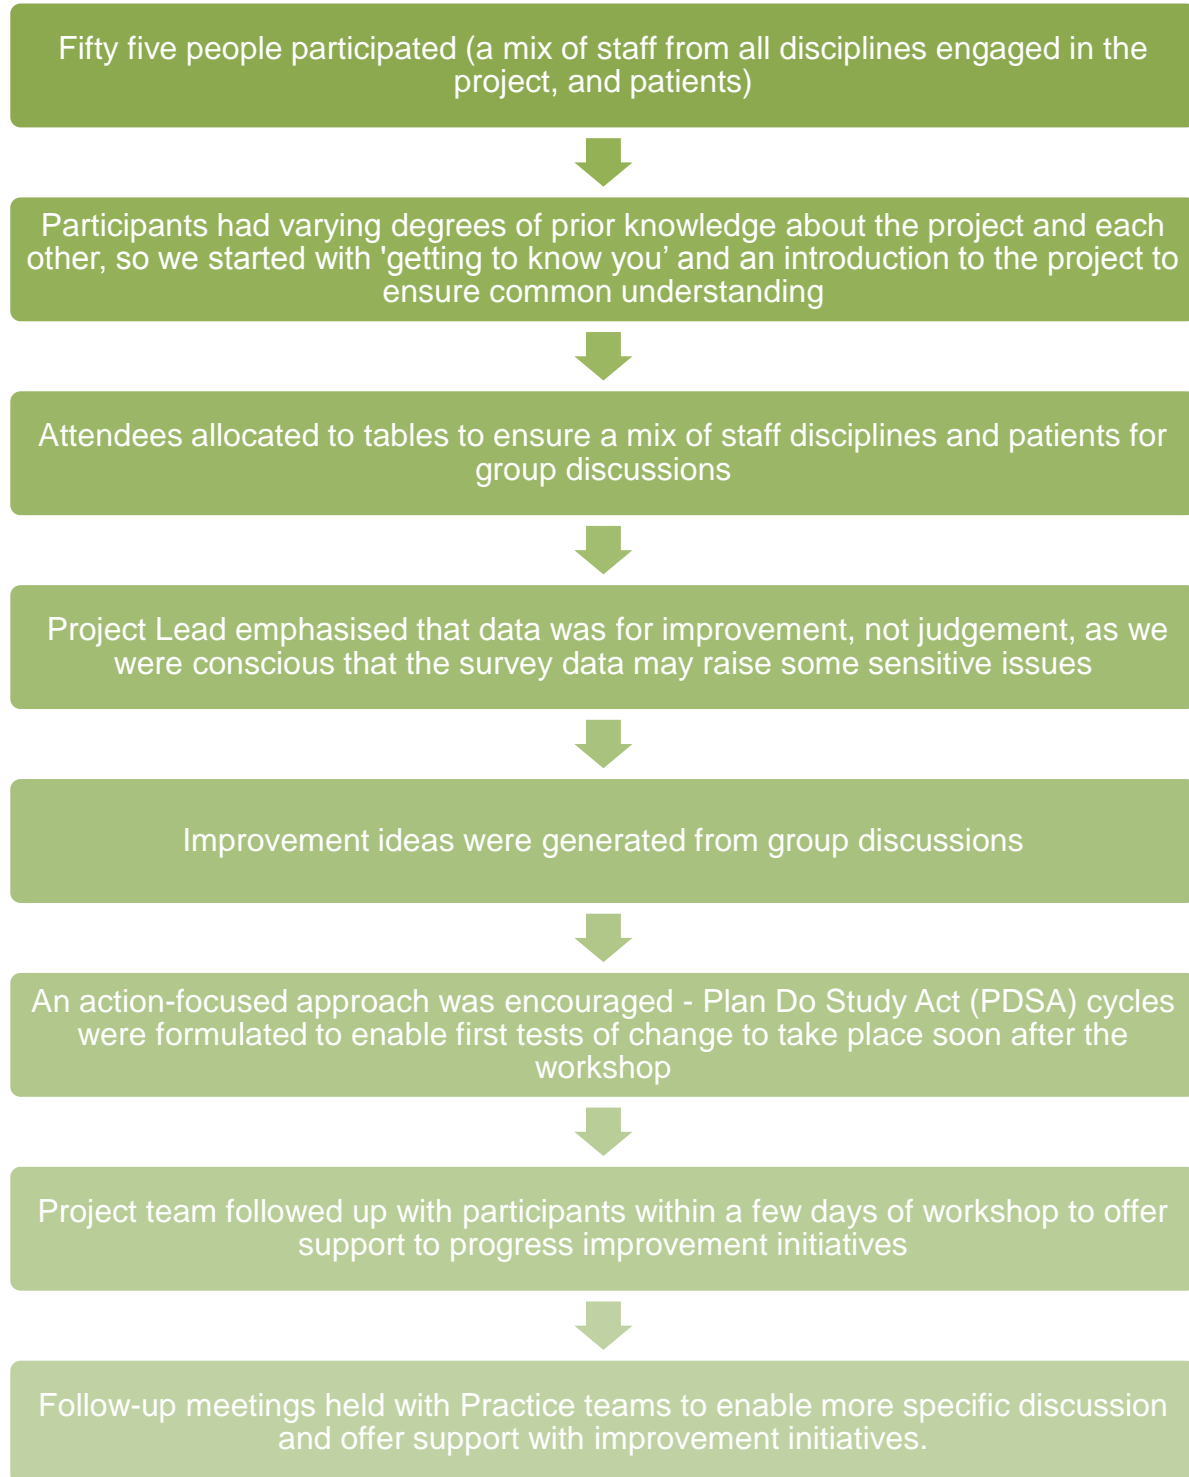 Fifty five people participated (a mix of staff from all disciplines engaged in the
project, and patients)
Participants had varying degrees of prior knowledge about the project and each
other, so we started with 'getting to know you’ and an introduction to the project to
ensure common understanding
Attendees allocated to tables to ensure a mix of staff disciplines and patients for
group discussions
Project Lead emphasised that data was for improvement, not judgement, as we
were conscious that the survey data may raise some sensitive issues
Improvement ideas were generated from group discussions
An action-focused approach was encouraged - Plan Do Study Act (PDSA) cycles
were formulated to enable first tests of change to take place soon after the
workshop
Project team followed up with participants within a few days of workshop to offer
support to progress improvement initiatives
Follow-up meetings held with Practice teams to enable more specific discussion
and offer support with improvement initiatives.